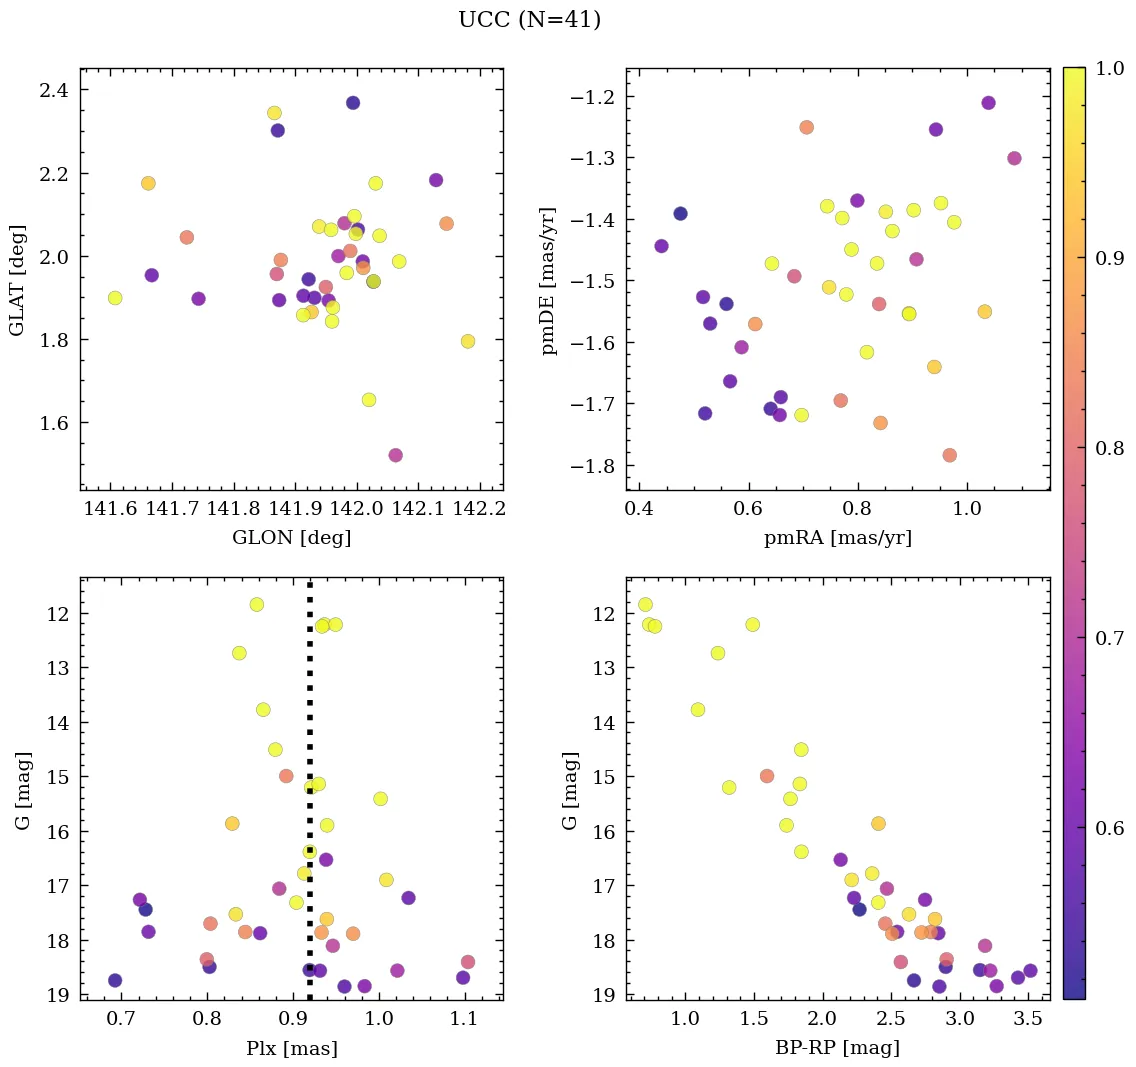 UCC (N=41)
2.4
2.2
2.0
1.8
1.6
GLAT [deg]
141.6 141.7 141.8 141.9 142.0 142.1 142.2
GLON [deg]
−1.2
−1.3
−1.4
−1.5
−1.6
−1.7
−1.8
pmDE [mas/yr]
0.4 0.6 0.8 1.0
pmRA [mas/yr]
1.0
0.9
0.8
0.7
0.6
12
13
14
15
16
17
18
19
G [mag]
0.7 0.8 0.9 1.0 1.1
Plx [mas]
12
13
14
15
16
17
18
19
G [mag]
1.0 1.5 2.0 2.5 3.0 3.5
BP-RP [mag]